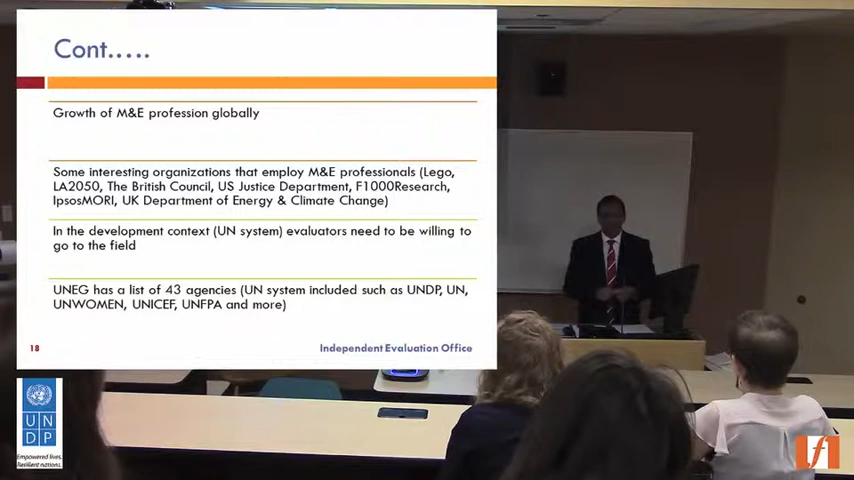 Cont.....
Growth of M&E profession globally
Some interesting organizations that employ M&E professionals (Lego,
LA2050, The British Council, US Justice Department, F1000Research,
IpsosMORI, UK Department of Energy & Climate Change)
In the development context (UN system) evaluators need to be willing to
go to the field
UNEG has a list of 43 agencies (UN system included such as UNDP, UN,
UNWOMEN, UNICEF, UNFPA and more)
18
Independent Evaluation Office
U N
D P
Empowered lives.
Resilient nations.
f